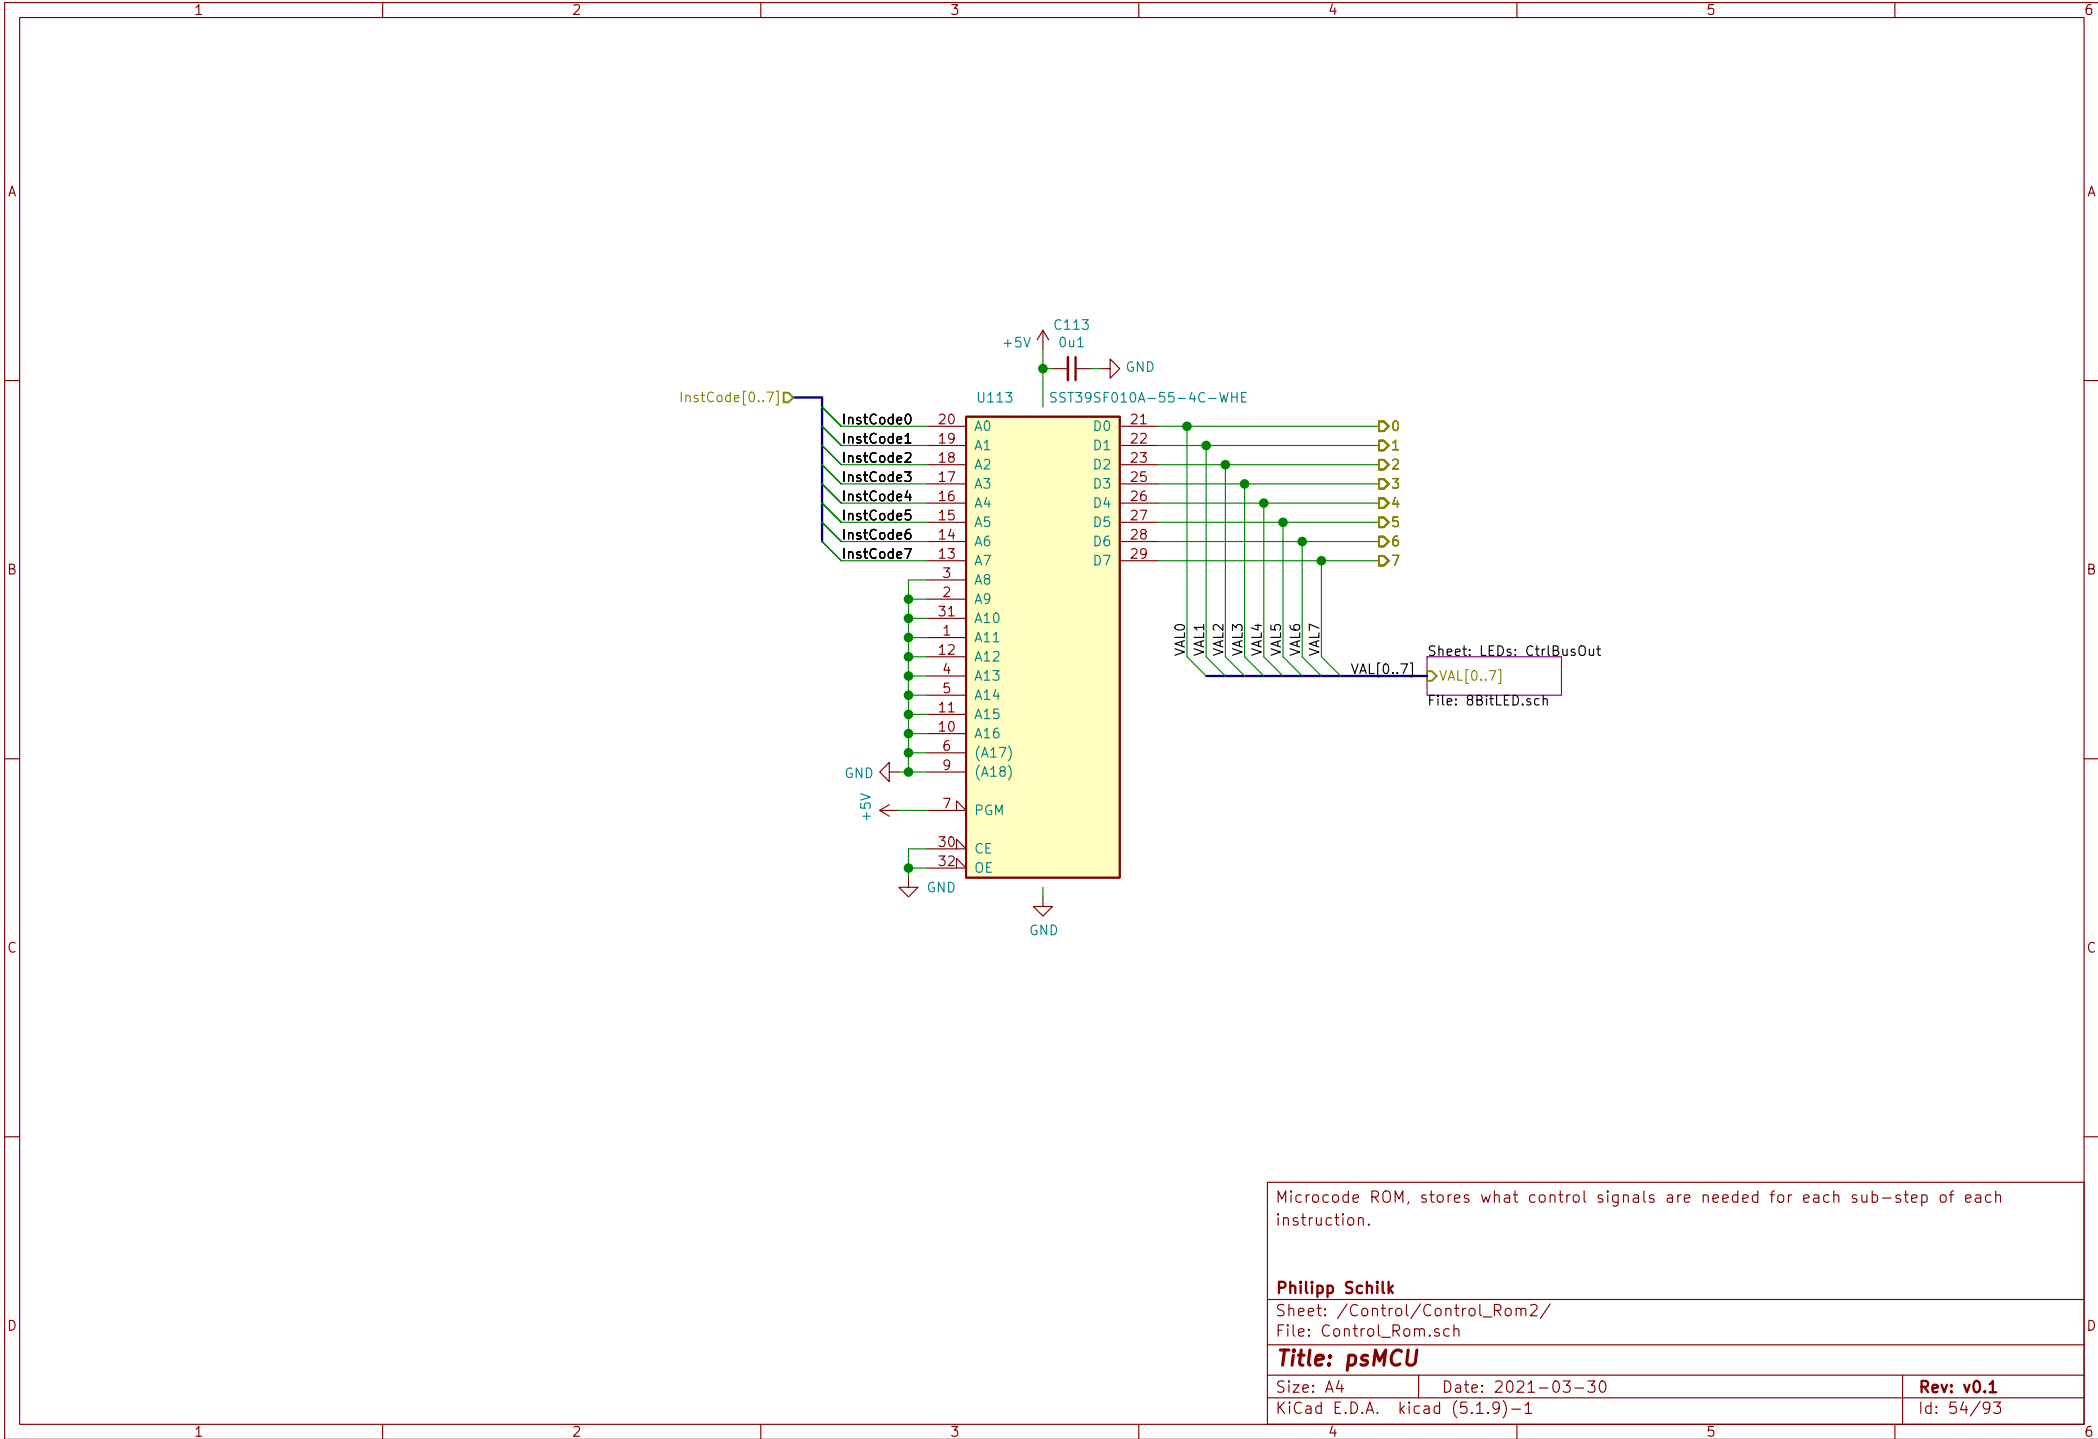 1 2 3 4 5 6
A A
B B
C C
D D
C113
+5V 0u1
GND
U113 SST39SF010A-55-4C-WHE
InstCode[0..7]
InstCode0 20 A0 D0 21 0
InstCode1 19 A1 D1 22 1
InstCode2 18 A2 D2 23 2
InstCode3 17 A3 D3 25 3
InstCode4 16 A4 D4 26 4
InstCode5 15 A5 D5 27 5
InstCode6 14 A6 D6 28 6
InstCode7 13 A7 D7 29 7
3 A8
2 A9
31 A10
1 A11
12 A12
4 A13
5 A14
11 A15
10 A16
6 (A17)
GND 9 (A18)
+5V 7 PGM
30 CE
32 OE
GND
GND
VAL0
VAL1
VAL2
VAL3
VAL4
VAL5
VAL6
VAL7
VAL[0..7]
Sheet: LEDs: CtrlBusOut
VAL[0..7]
File: 8BitLED.sch
Microcode ROM, stores what control signals are needed for each sub-step of each
instruction.
Philipp Schilk
Sheet: /Control/Control_Rom2/
File: Control_Rom.sch
Title: psMCU
Size: A4 Date: 2021-03-30 Rev: v0.1
KiCad E.D.A. kicad (5.1.9)-1 Id: 54/93
1 2 3 4 5 6